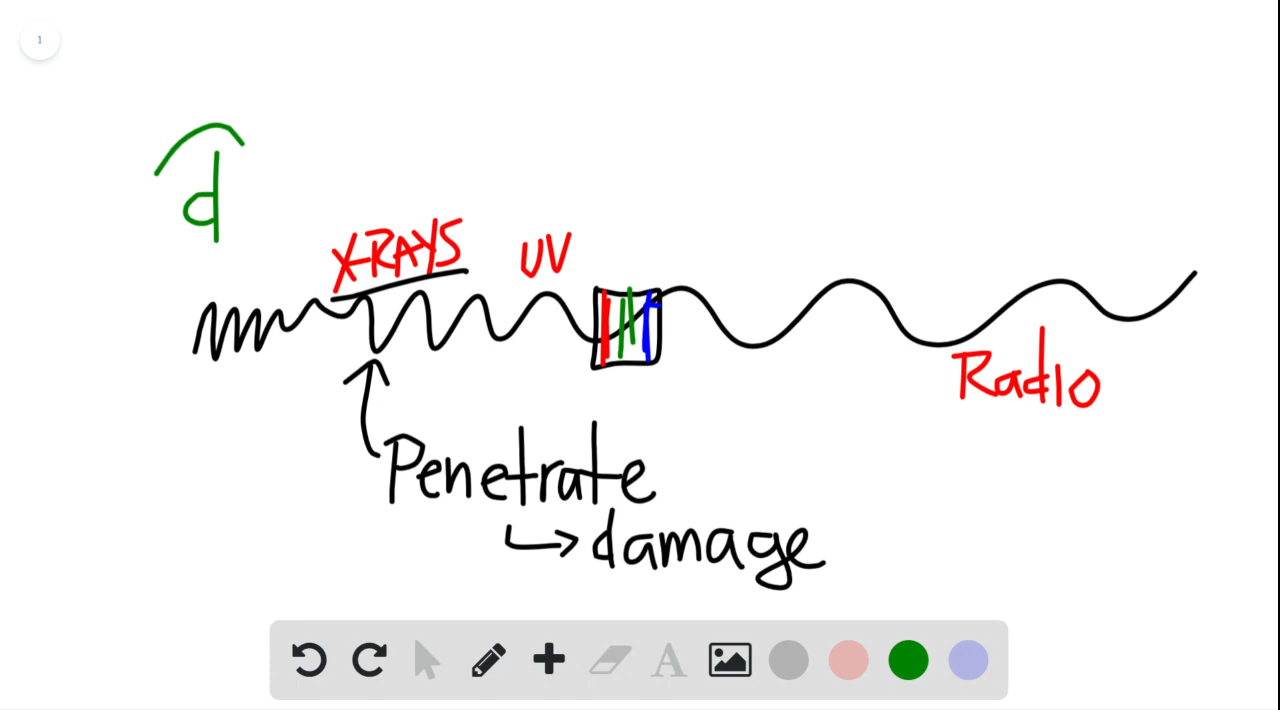 1
d
X-RAYS UV
Radio
Penetrate
↳ damage
A